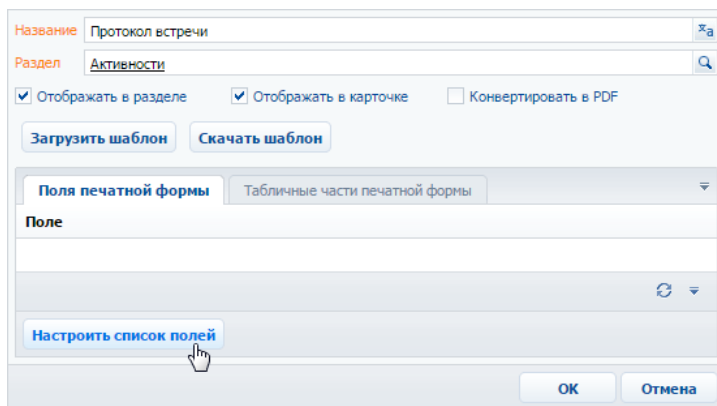 Название Протокол встречи
Раздел Активности
Отображать в разделе Отображать в карточке Конвертировать в PDF
Загрузить шаблон Скачать шаблон
Поля печатной формы Табличные части печатной формы
Поле
Настроить список полей
ОК Отмена